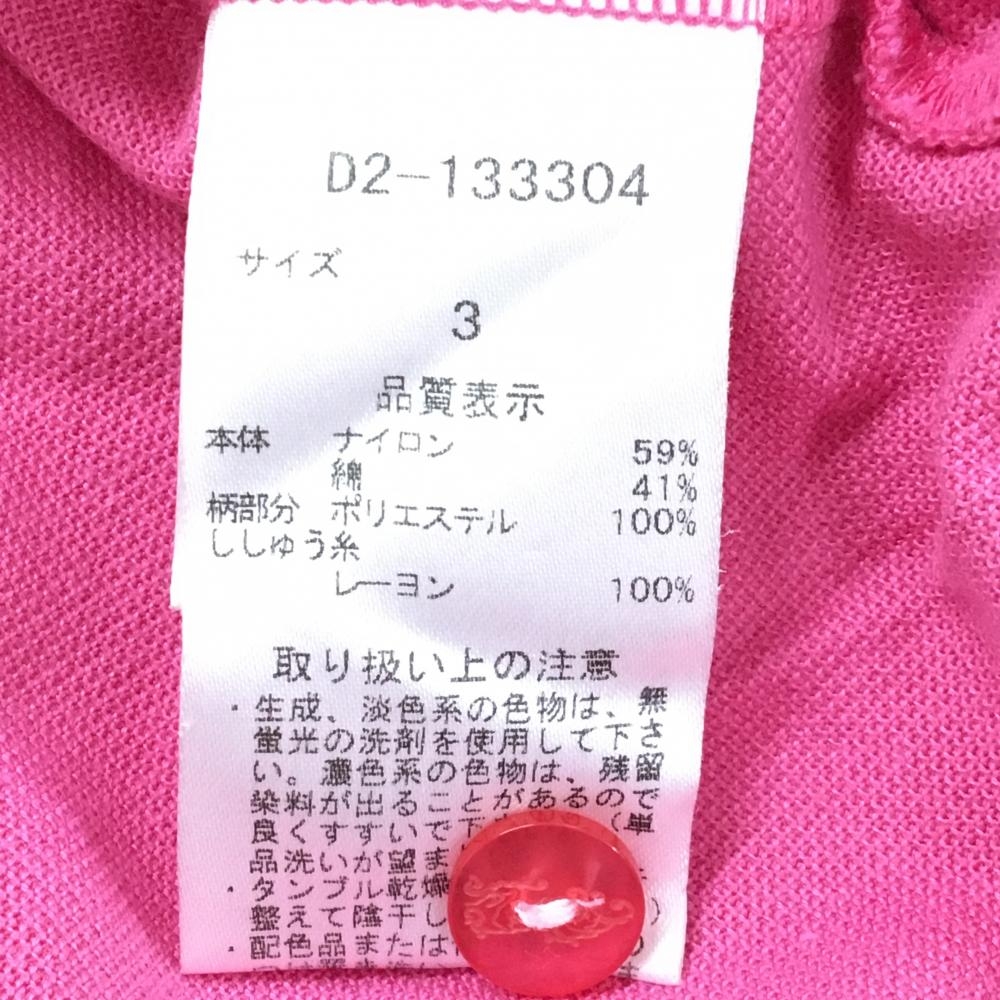 D2-133304
サイズ
3
品質表示
本体 ナイロン 59%
綿 41%
柄部分 ポリエステル 100%
ししゅう糸
レーヨン 100%
取り扱い上の注意
・生成、淡色系の色物は、無
蛍光の洗剤を使用して下さ
い。濃色系の色物は、残留
染料が出ることがあるので
良くすすいで下 (単
品洗いが望ま
・タンブル乾燥
整えて陰干し )
・配色品または